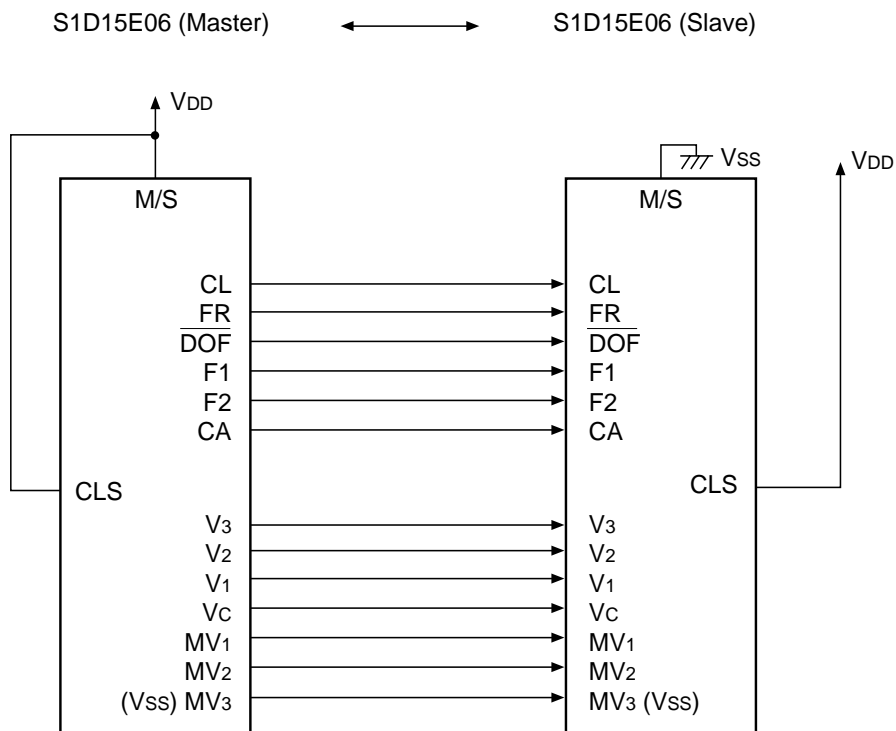 S1D15E06 (Master) S1D15E06 (Slave)
VDD
VSS
VDD
M/S
M/S
CL CL
FR FR
DOF DOF
F1 F1
F2 F2
CA CA
CLS
CLS
V3 V3
V2 V2
V1 V1
VC VC
MV1 MV1
MV2 MV2
(VSS) MV3 MV3 (VSS)